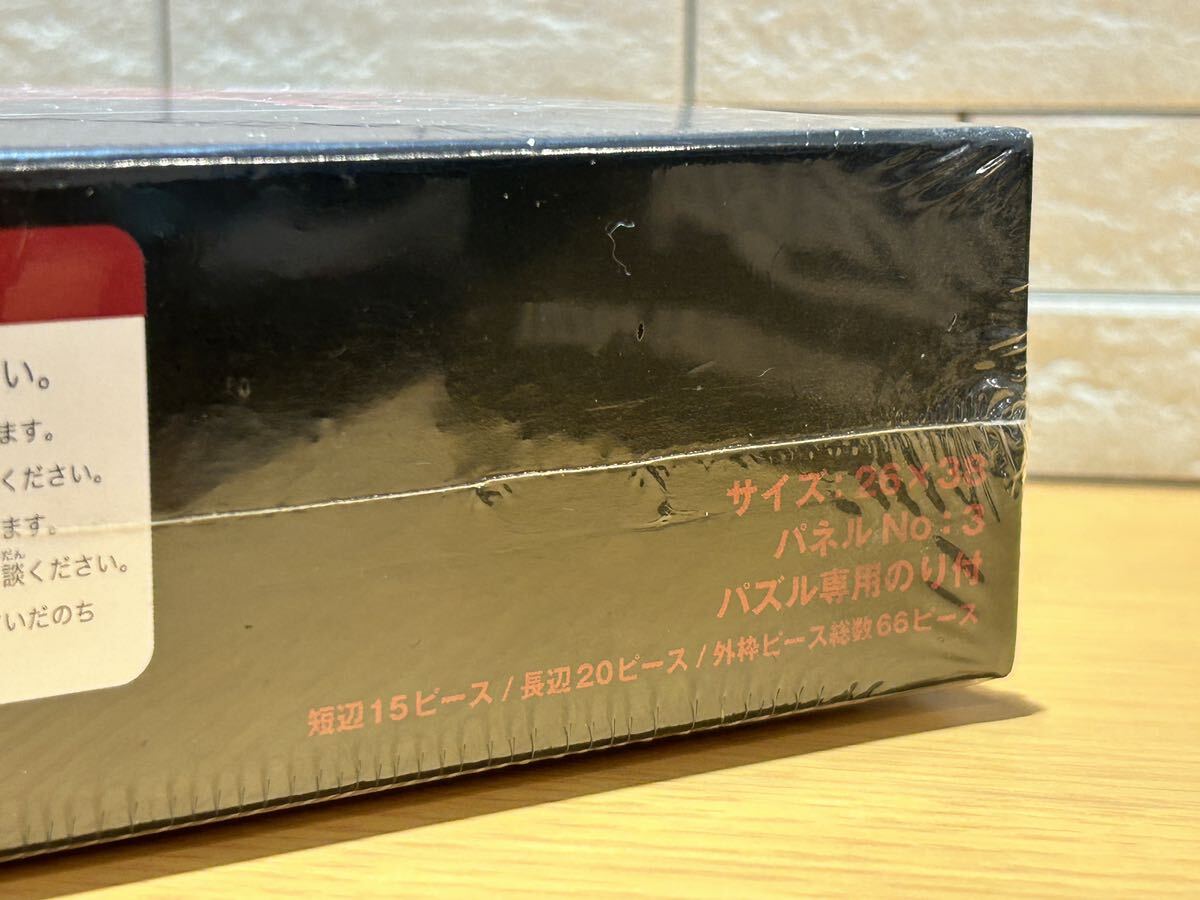 い。
ます。
ください。
ます。
だん
談ください。
いだのち
サイズ：26×38
パネルNo：3
パズル専用のり付
短辺15ピース/長辺20ピース/外枠ピース総数66ピース